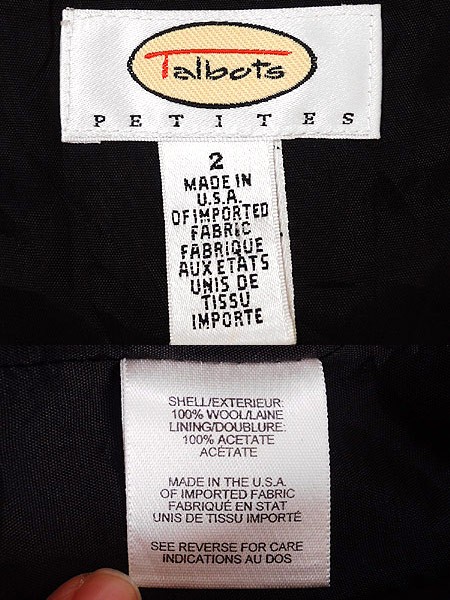 Talbots
PETITES
2
MADE IN
U.S.A.
OF IMPORTED
FABRIC
FABRIQUE
AUX ETATS
UNIS DE
TISSU
IMPORTE
SHELL/EXTERIEUR:
100% WOOL/LAINE
LINING/DOUBLURE:
100% ACETATE
ACÉTATE
MADE IN THE U.S.A.
OF IMPORTED FABRIC
FABRIQUÉ EN STAT
UNIS DE TISSU IMPORTÉ
SEE REVERSE FOR CARE
INDICATIONS AU DOS